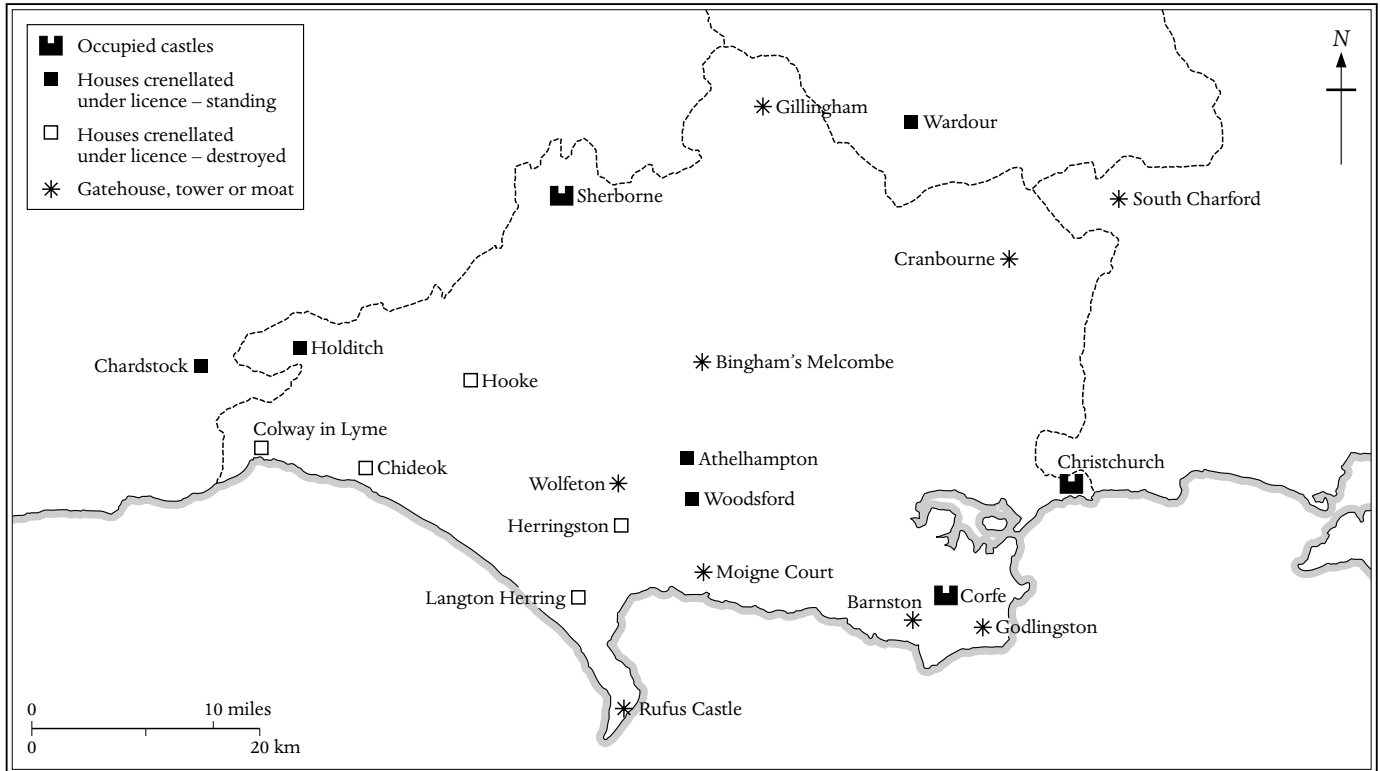 Occupied castles
Houses crenellated
under licence – standing
Houses crenellated
under licence – destroyed
Gatehouse, tower or moat
N
Gillingham
Wardour
Sherborne
South Charford
Cranbourne
Holditch
Chardstock
Bingham's Melcombe
Hooke
Colway in Lyme
Chideok
Athelhampton
Christchurch
Wolfeton
Woodsford
Herringston
Moigne Court
Langton Herring
Barnston
Corfe
Godlingston
Rufus Castle
0 10 miles
0 20 km